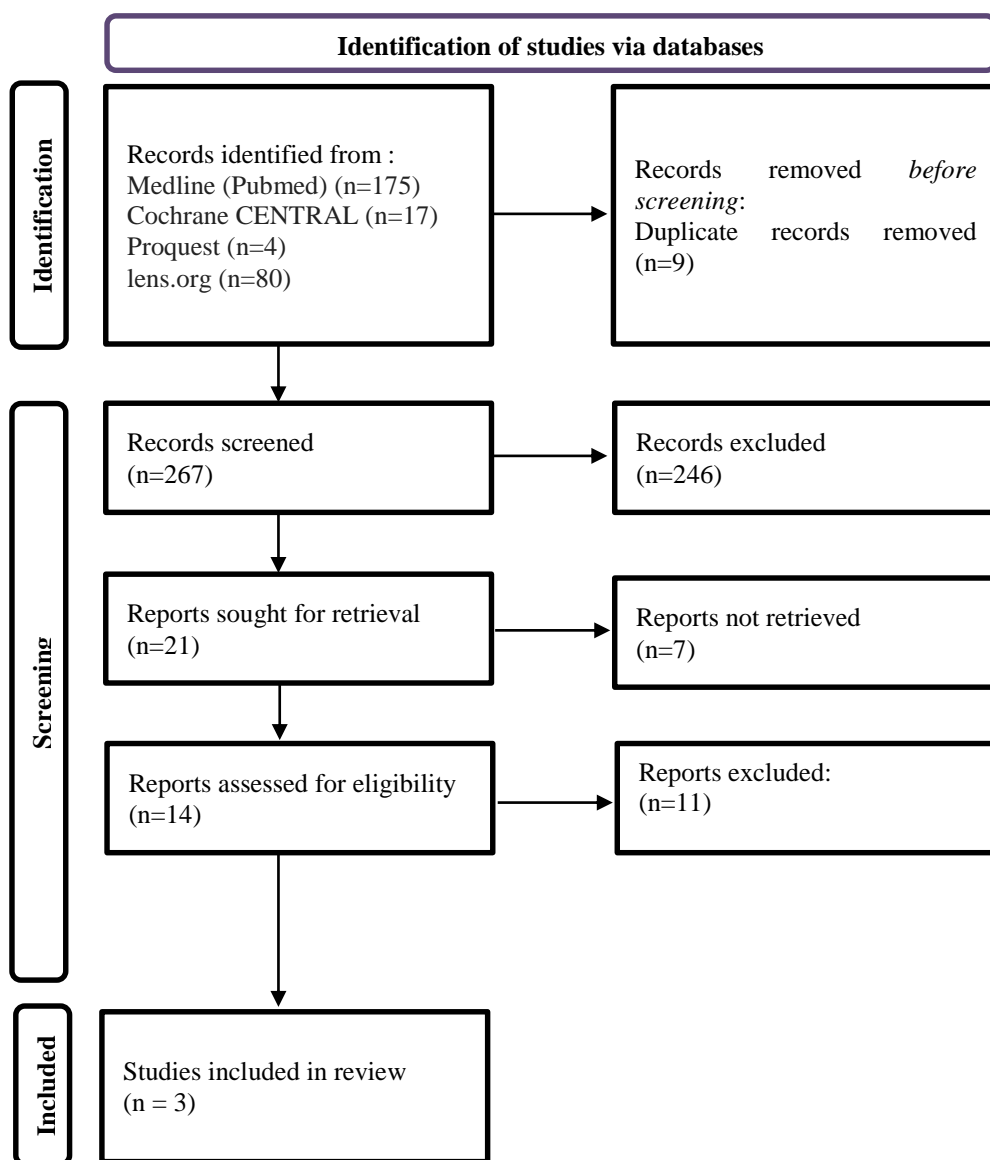 Identification of studies via databases
Identification
Records identified from :
Medline (Pubmed) (n=175)
Cochrane CENTRAL (n=17)
Proquest (n=4)
lens.org (n=80)
Records removed before
screening:
Duplicate records removed
(n=9)
Screening
Records screened
(n=267)
Records excluded
(n=246)
Reports sought for retrieval
(n=21)
Reports not retrieved
(n=7)
Reports assessed for eligibility
(n=14)
Reports excluded:
(n=11)
Included
Studies included in review
(n = 3)